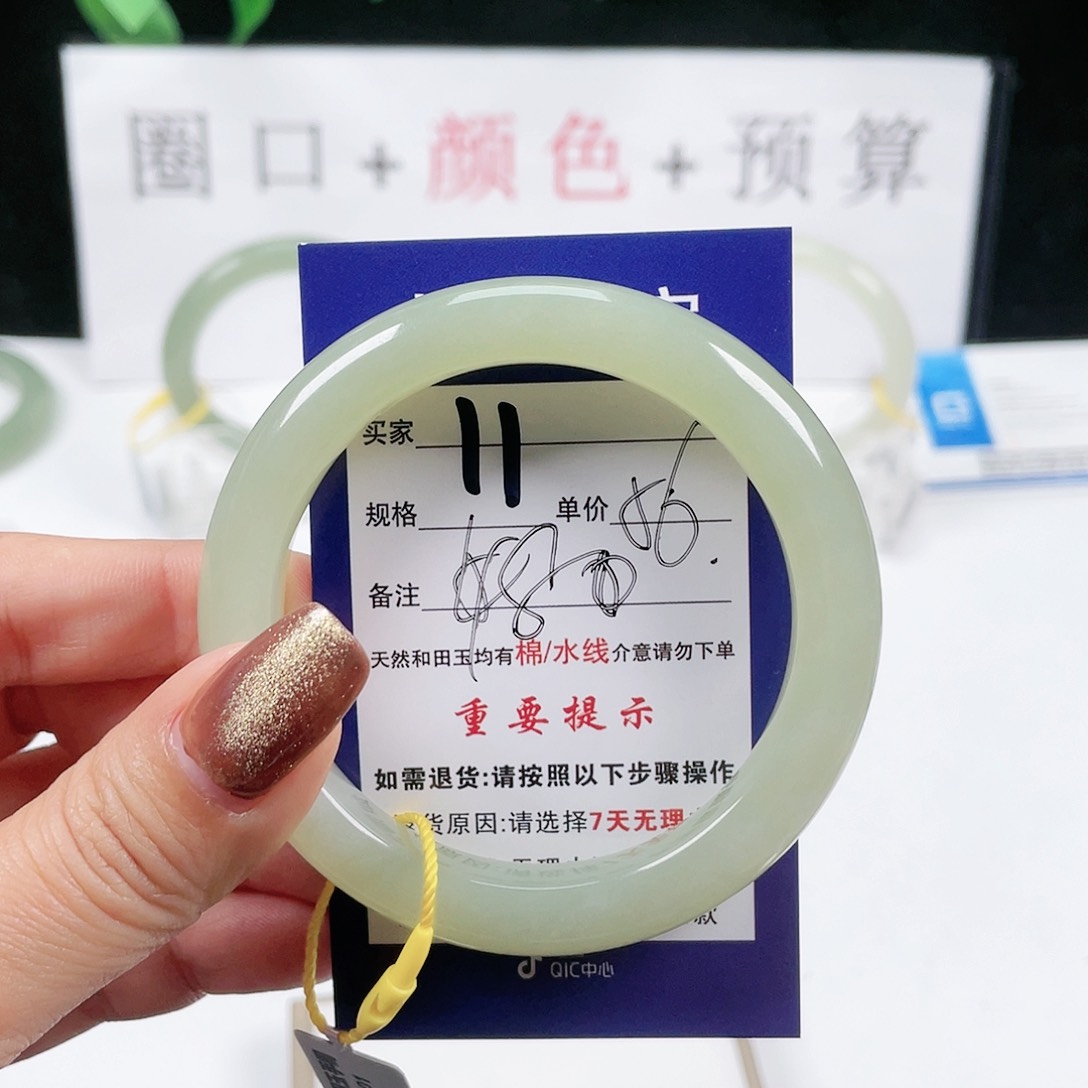 圈口+颜色+预算
买家 11
规格 单价 56
备注
天然和田玉均有棉/水线介意请勿下单
重要提示
如需退货:请按照以下步骤操作
货原因:请选择7天无理
款
QIC中心